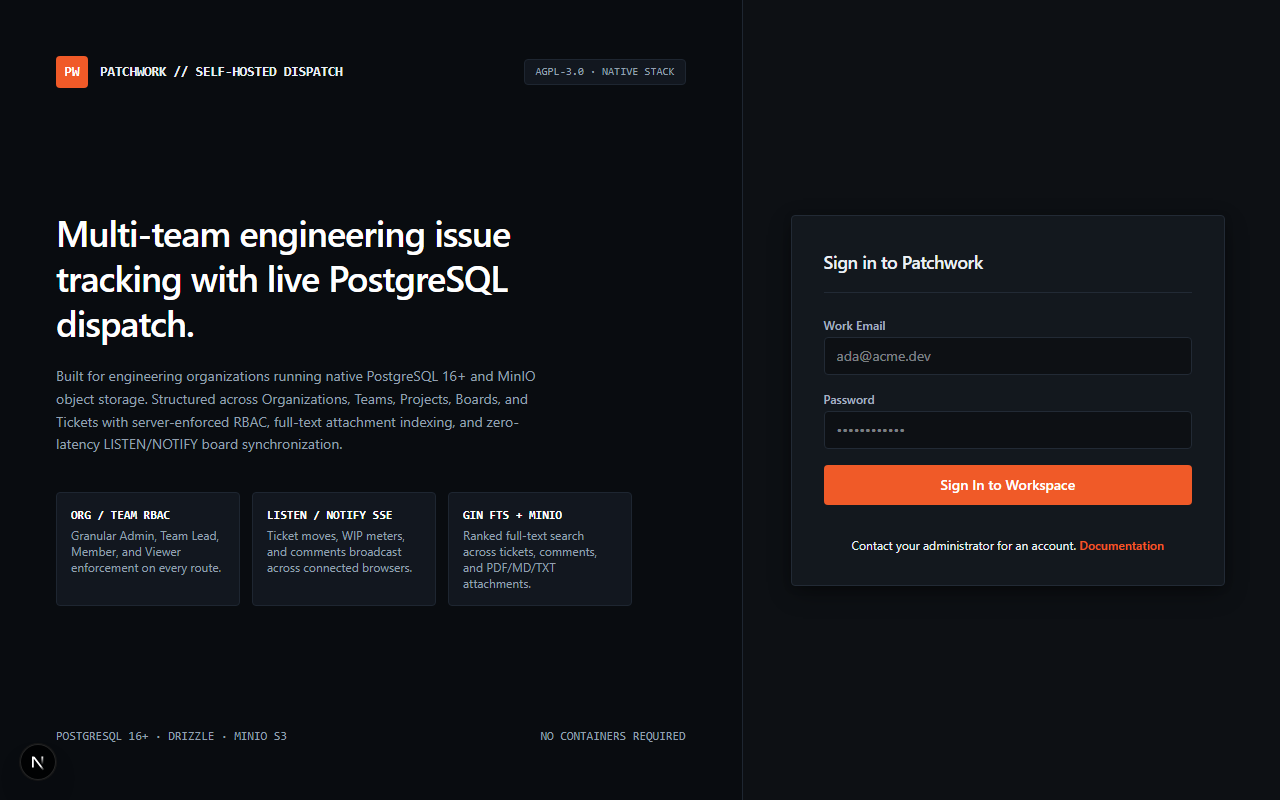 PW
PATCHWORK // SELF-HOSTED DISPATCH
AGPL-3.0 · NATIVE STACK
Multi-team engineering issue
tracking with live PostgreSQL
dispatch.
Built for engineering organizations running native PostgreSQL 16+ and MinIO
object storage. Structured across Organizations, Teams, Projects, Boards, and
Tickets with server-enforced RBAC, full-text attachment indexing, and zero-
latency LISTEN/NOTIFY board synchronization.
ORG / TEAM RBAC
Granular Admin, Team Lead,
Member, and Viewer
enforcement on every route.
LISTEN / NOTIFY SSE
Ticket moves, WIP meters,
and comments broadcast
across connected browsers.
GIN FTS + MINIO
Ranked full-text search
across tickets, comments,
and PDF/MD/TXT
attachments.
POSTGRESQL 16+ · DRIZZLE · MINIO S3
NO CONTAINERS REQUIRED
N
Sign in to Patchwork
Work Email
ada@acme.dev
Password
••••••••••••
Sign In to Workspace
Contact your administrator for an account. Documentation